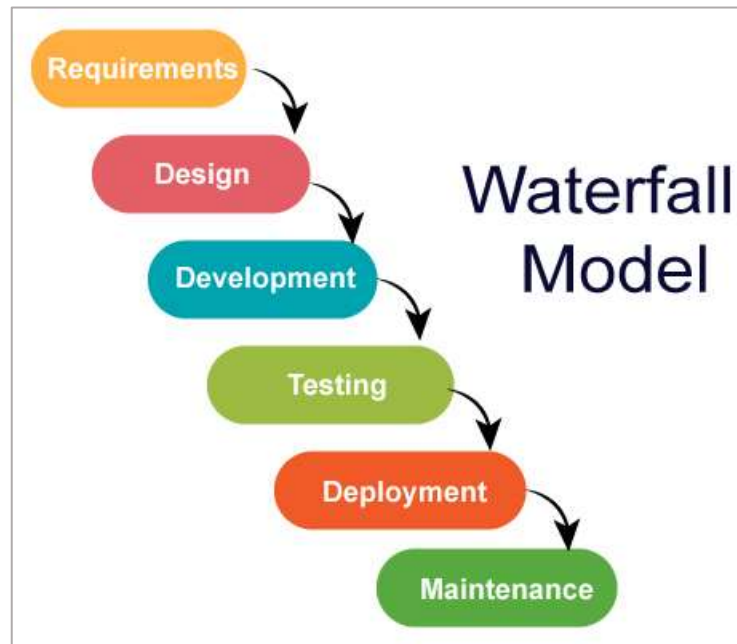 Requirements
Design
Waterfall
Model
Development
Testing
Deployment
Maintenance